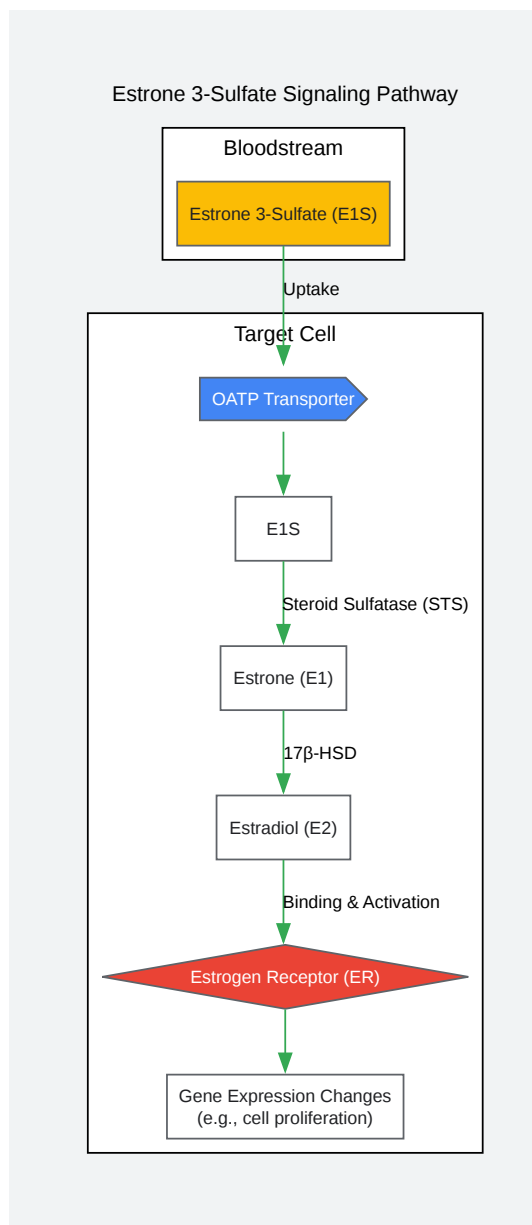 Estrone 3-Sulfate Signaling Pathway
Bloodstream
Estrone 3-Sulfate (E1S)
Uptake
Target Cell
OATP Transporter
E1S
Steroid Sulfatase (STS)
Estrone (E1)
17β-HSD
Estradiol (E2)
Binding & Activation
Estrogen Receptor (ER)
Gene Expression Changes
(e.g., cell proliferation)